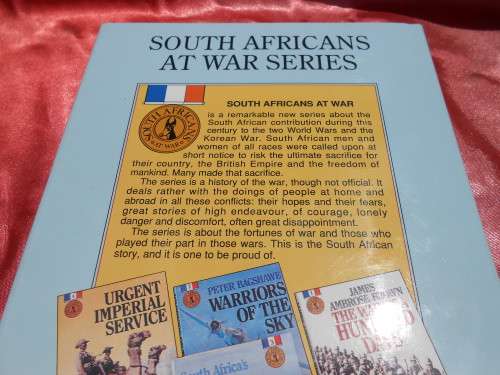 SOUTH AFRICANS
AT WAR SERIES
SOUTH AFRICANS
AT WAR
SOUTH AFRICANS AT WAR
is a remarkable new series about the
South African contribution during this
century to the two World Wars and the
Korean War. South African men and
women of all races were called upon at
short notice to risk the ultimate sacrifice for
their country, the British Empire and the freedom of
mankind. Many made that sacrifice.
The series is a history of the war, though not official. It
deals rather with the doings of people at home and
abroad in all these conflicts: their hopes and their fears,
great stories of high endeavour, of courage, lonely
danger and discomfort, often great disappointment.
The series is about the fortunes of war and those who
played their part in those wars. This is the South African
story, and it is one to be proud of.
URGENT
IMPERIAL
SERVICE
PETER BAGSHAWE
WARRIORS
OF THE
SKY
South Africa's
JAMES
AMBROSE
THE